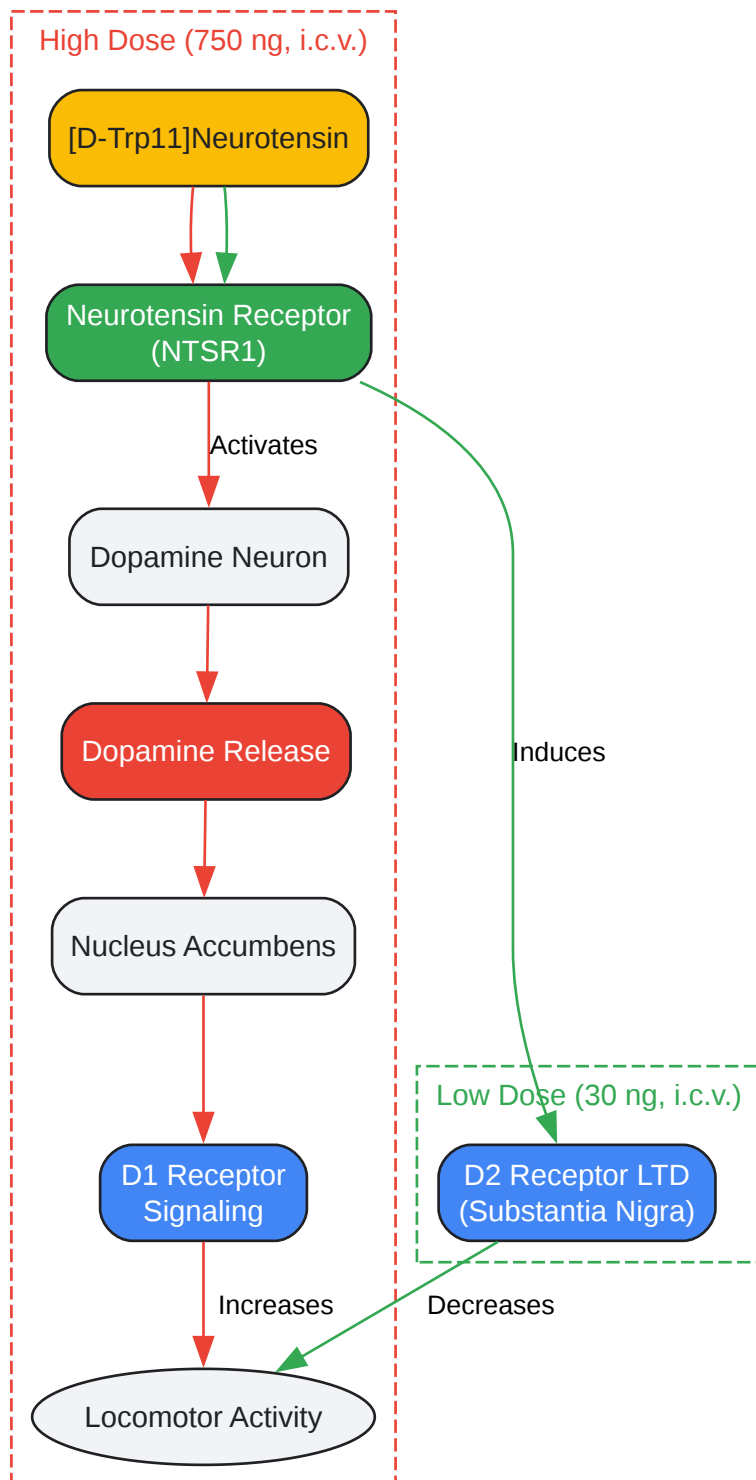 High Dose (750 ng, i.c.v.)
[D-Trp11]Neurotensin
Neurotensin Receptor
(NTSR1)
Activates
Dopamine Neuron
Dopamine Release
Induces
Nucleus Accumbens
Low Dose (30 ng, i.c.v.)
D1 Receptor
Signaling
D2 Receptor LTD
(Substantia Nigra)
Increases
Decreases
Locomotor Activity